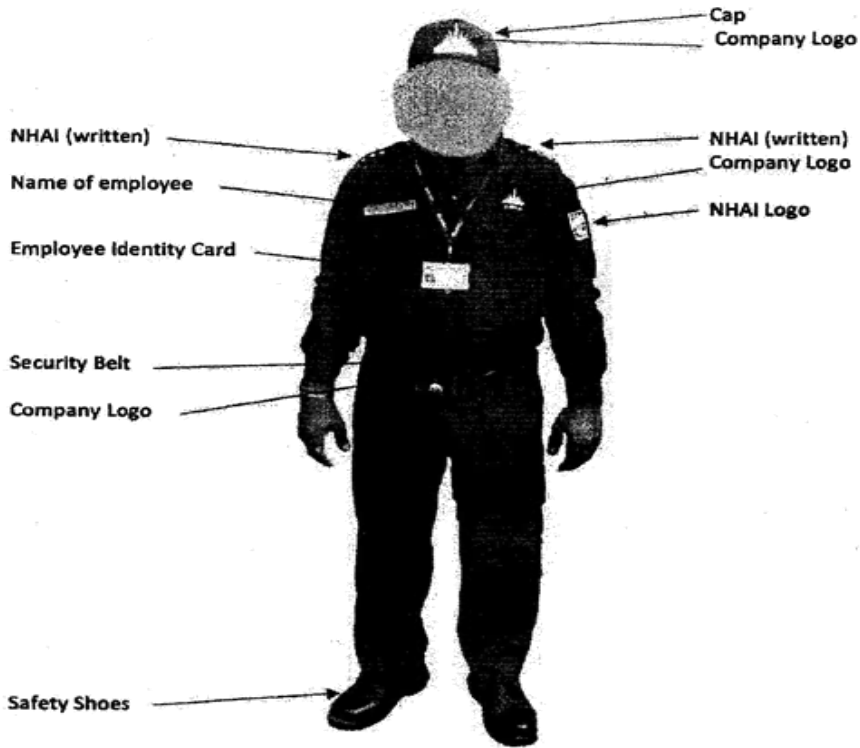 Cap
Company Logo
NHAI (written)
NHAI (written)
Company Logo
Name of employee
NHAI Logo
Employee Identity Card
Security Belt
Company Logo
Safety Shoes